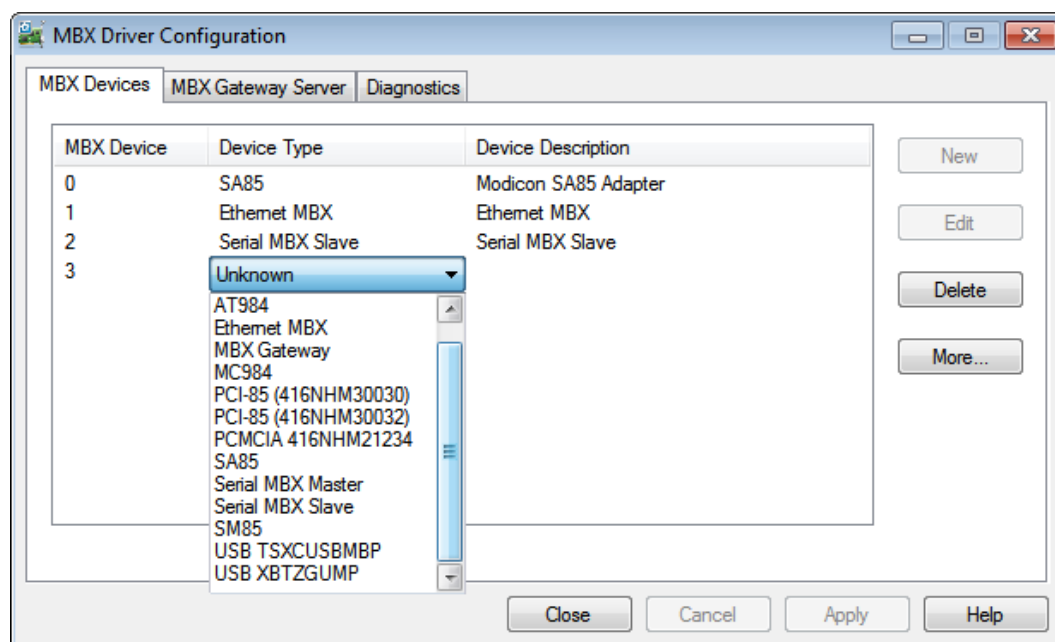 MBX Driver Configuration
MBX Devices MBX Gateway Server Diagnostics
MBX Device Device Type Device Description
0 SA85 Modicon SA85 Adapter
1 Ethernet MBX Ethernet MBX
2 Serial MBX Slave Serial MBX Slave
3 Unknown
AT984
Ethernet MBX
MBX Gateway
MC984
PCI-85 (416NHM30030)
PCI-85 (416NHM30032)
PCMCIA 416NHM21234
SA85
Serial MBX Master
Serial MBX Slave
SM85
USB TSXCUSBMBP
USB XBTZGUMP
New
Edit
Delete
More...
Close Cancel Apply Help